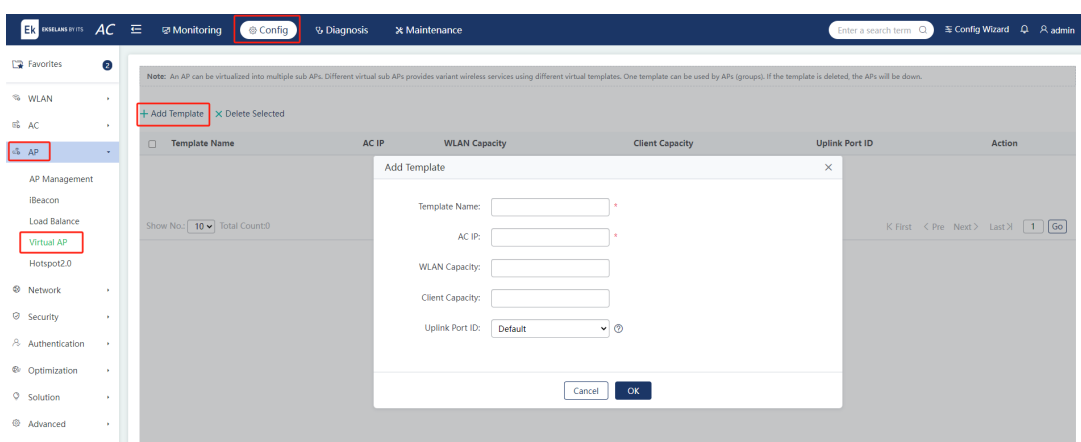 Ek EKSELANS BY ITS AC Monitoring Config Diagnosis Maintenance Enter a search term Config Wizard admin
Favorites 2
WLAN
AC
AP
AP Management
iBeacon
Load Balance
Virtual AP
Hotspot2.0
Network
Security
Authentication
Optimization
Solution
Advanced
Note: An AP can be virtualized into multiple sub APs. Different virtual sub APs provides variant wireless services using different virtual templates. One template can be used by APs (groups). If the template is deleted, the APs will be down.
+ Add Template × Delete Selected
Template Name AC IP WLAN Capacity Client Capacity Uplink Port ID Action
Show No.: 10 Total Count:0 First Pre Next Last 1 Go
Add Template ×
Template Name: *
AC IP: *
WLAN Capacity:
Client Capacity:
Uplink Port ID: Default
Cancel OK